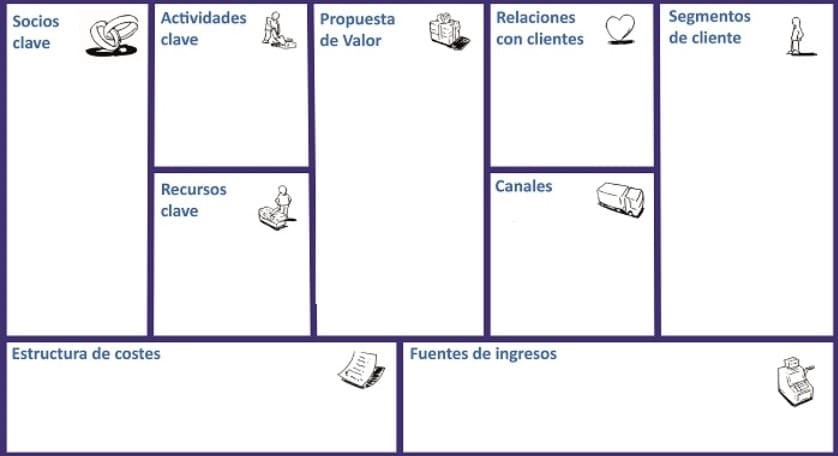 Socios
clave
Actividades
clave
Propuesta
de Valor
Relaciones
con clientes
Segmentos
de cliente
Recursos
clave
Canales
Estructura de costes
Fuentes de ingresos